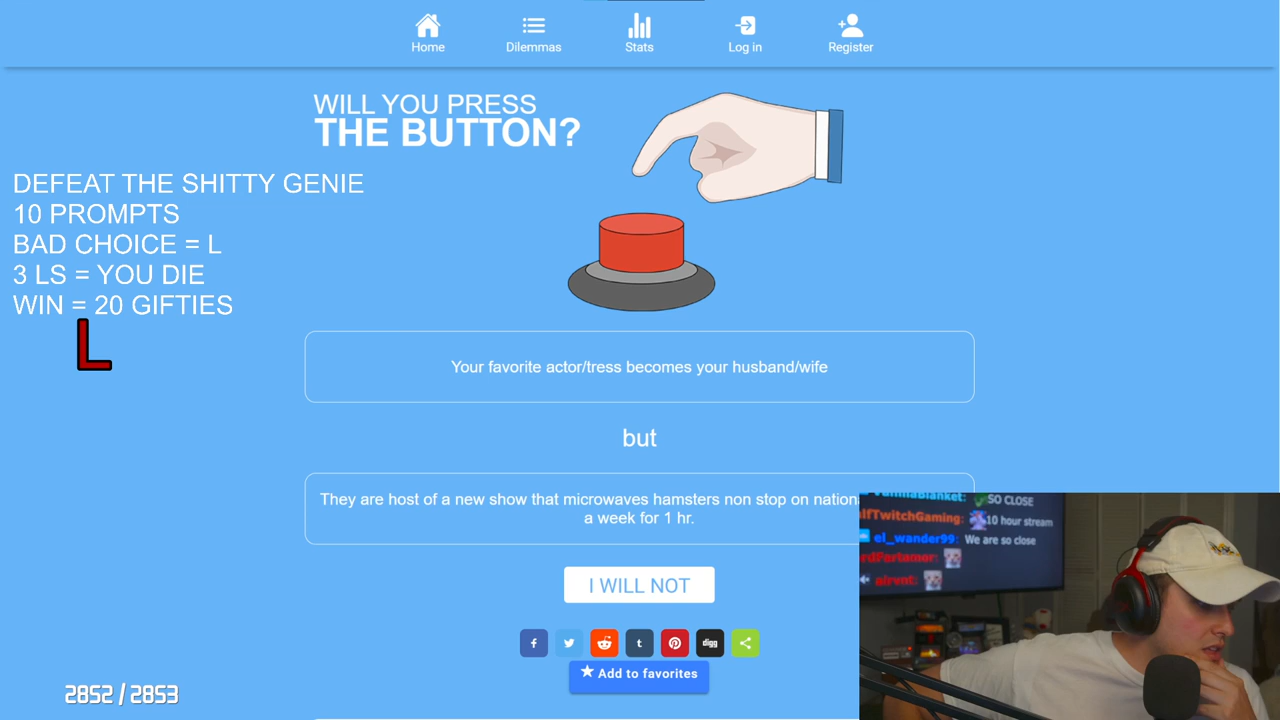 Home
Dilemmas
Stats
Log in
Register
WILL YOU PRESS
THE BUTTON?
DEFEAT THE SHITTY GENIE
10 PROMPTS
BAD CHOICE = L
3 LS = YOU DIE
WIN = 20 GIFTIES
L
Your favorite actor/tress becomes your husband/wife
but
They are host of a new show that microwaves hamsters non stop on
a week for 1 hr.
SO CLOSE
lfTwitchGaming: 10 hour stream
el_wander99: We are so close
I WILL NOT
f
t
digg
Add to favorites
2852 / 2853